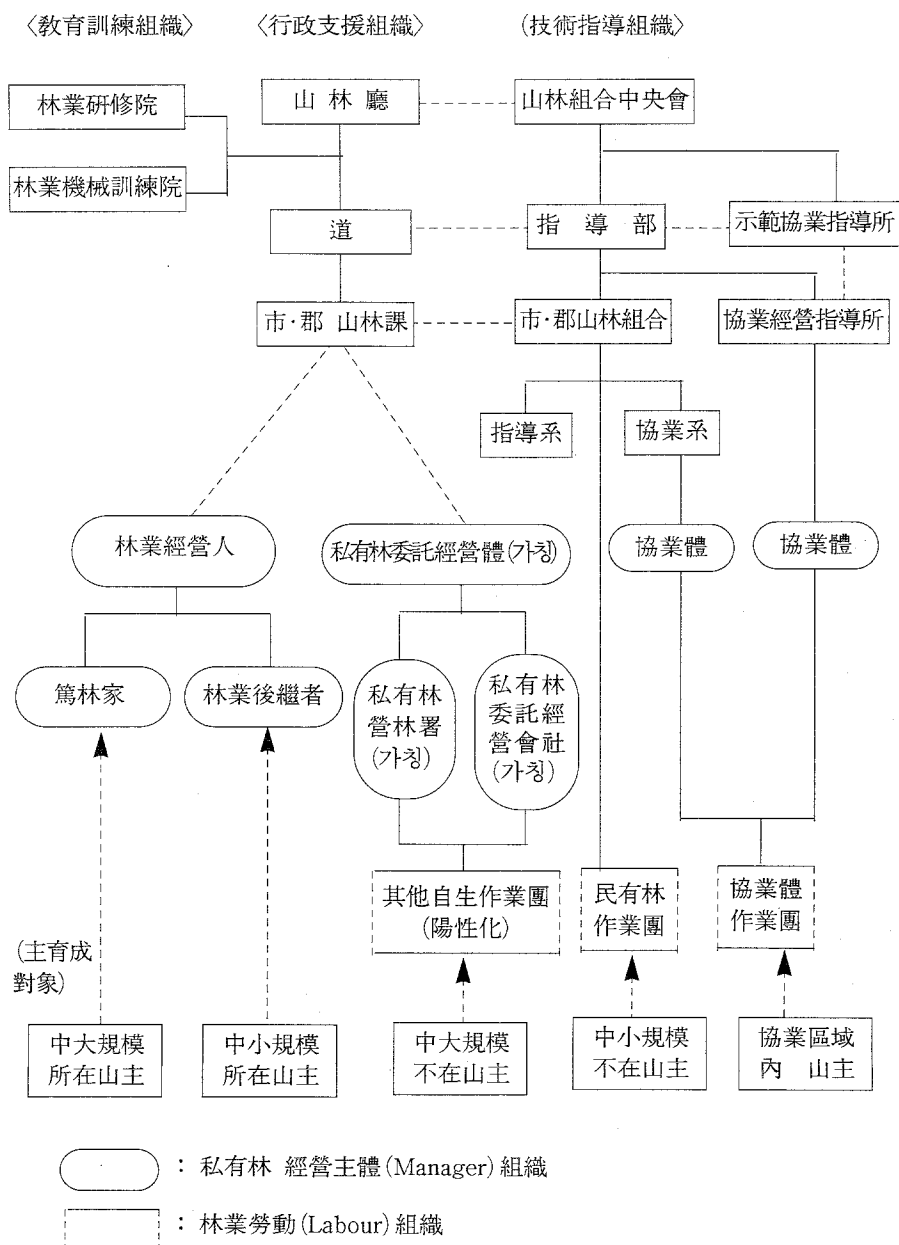 〈敎育訓練組織〉 〈行政支援組織〉 (技術指導組織〉
林業硏修院
山林廳
山林組合中央會
林業機械訓練院
道
指導部
示範協業指導所
市·郡 山林課
市·郡山林組合
協業經營指導所
指導系
協業系
林業經營人
私有林委託經營體(가칭)
協業體
協業體
篤林家
林業後繼者
私有林
營林署
(가칭)
私有林
委託經
營會社
(가칭)
其他自生作業團
(陽性化)
民有林
作業團
協業體
作業團
(主育成
對象)
中大規模
所在山主
中小規模
所在山主
中大規模
不在山主
中小規模
不在山主
協業區域
內 山主
: 私有林 經營主體(Manager)組織
: 林業勞動(Labour)組織